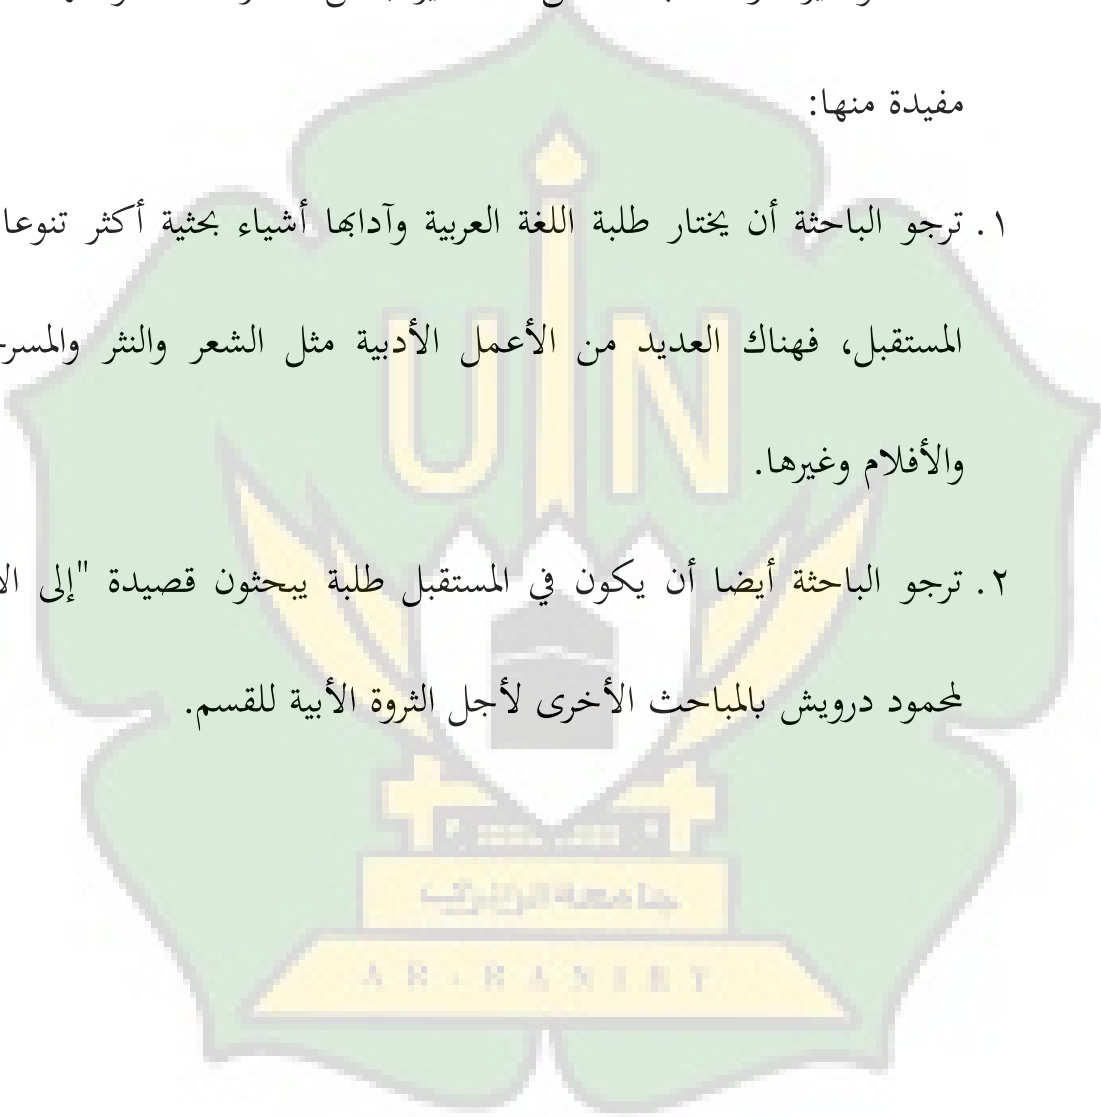 مفيدة منها:
١. ترجو الباحثة أن يختار طلبة اللغة العربية وآدابها أشياء بحثية أكثر تنوعا
المستقبل، فهناك العديد من الأعمل الأدبية مثل الشعر والنثر
والأفلام وغيرها.
٢. ترجو الباحثة أيضا أن يكون في المستقبل طلبة يبحثون قصيدة "إلى
لمحمود درويش بالمباحث الأخرى لأجل الثروة الأبية للقسم.
UIN
جامعة الرانيري
AR-RANIRY